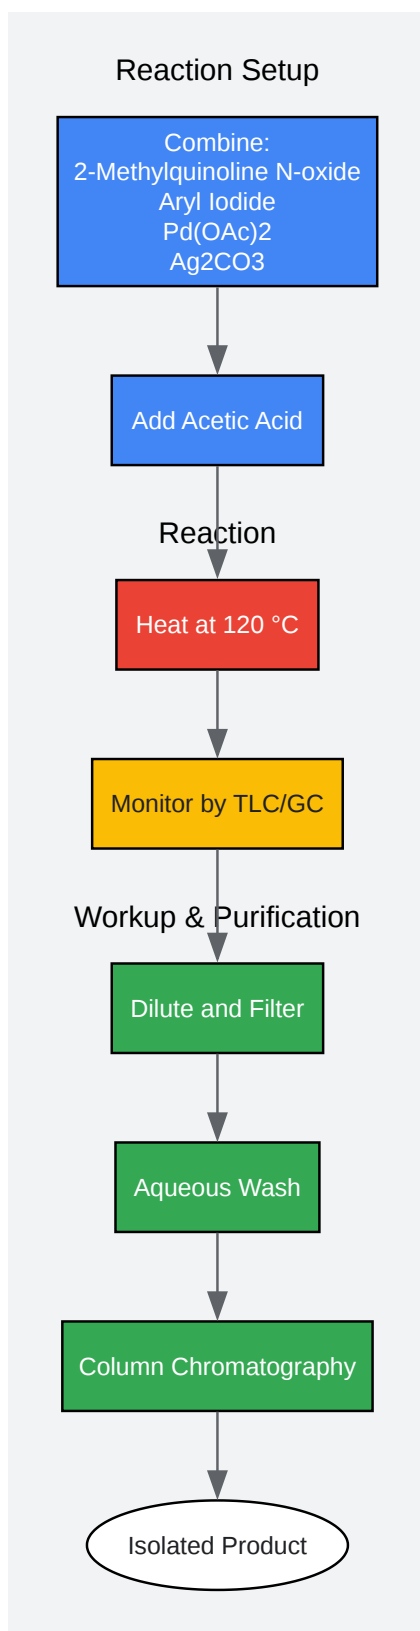 Reaction Setup
Combine:
2-Methylquinoline N-oxide
Aryl Iodide
Pd(OAc)2
Ag2CO3
Add Acetic Acid
Reaction
Heat at 120 °C
Monitor by TLC/GC
Workup & Purification
Dilute and Filter
Aqueous Wash
Column Chromatography
Isolated Product